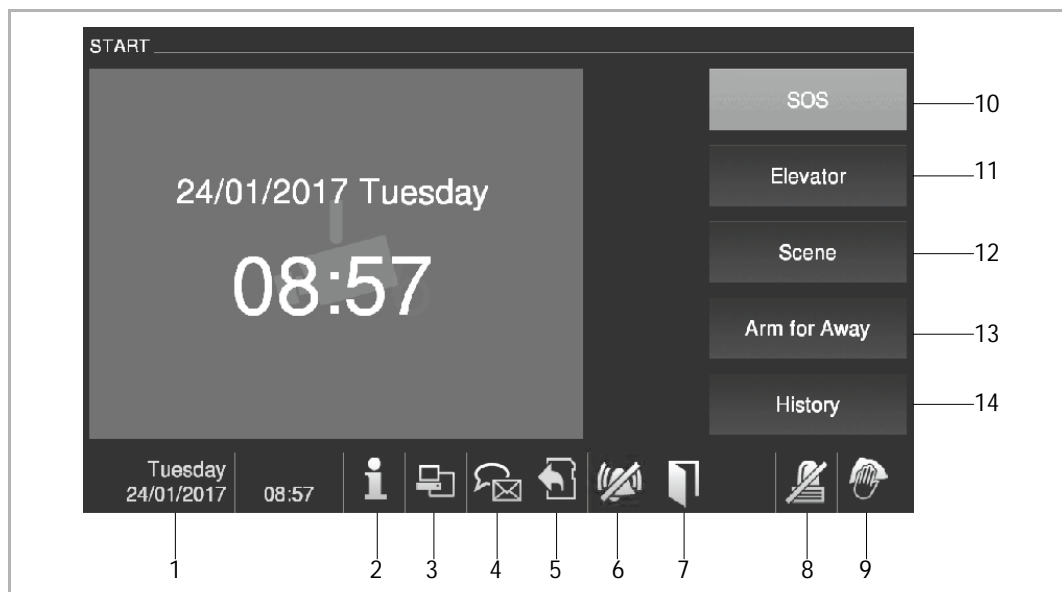 START
24/01/2017 Tuesday
08:57
SOS
10
Elevator
11
Scene
12
Arm for Away
13
History
14
Tuesday
24/01/2017
08:57
1 2 3 4 5 6 7 8 9